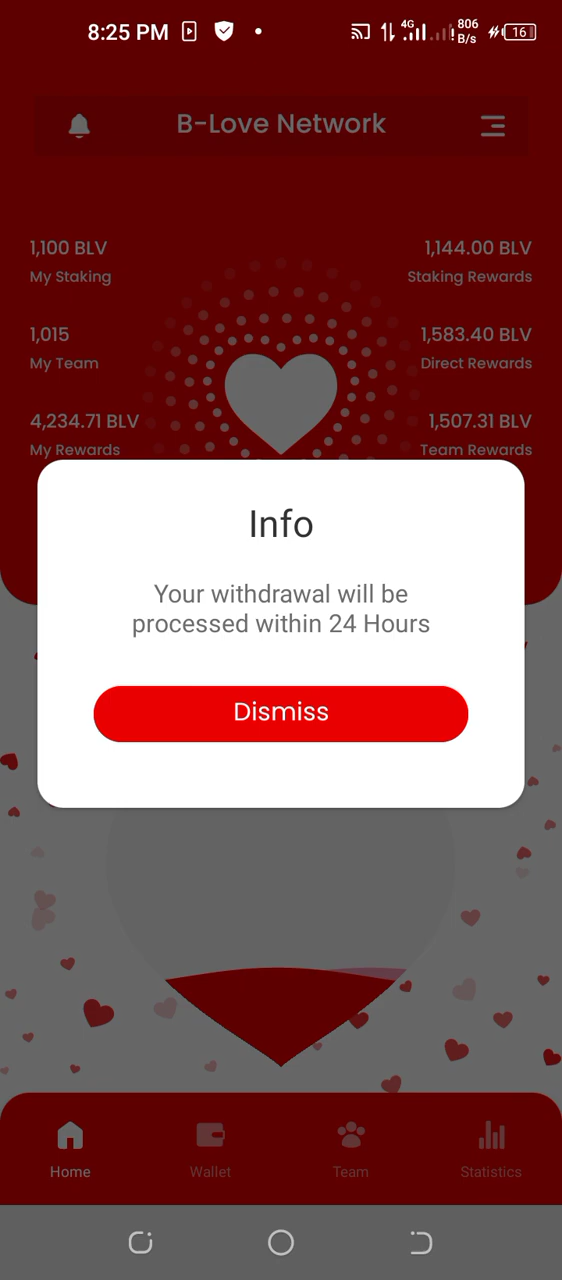 8:25 PM
4G
806
B/s
16
B-Love Network
1,100 BLV
My Staking
1,144.00 BLV
Staking Rewards
1,015
My Team
1,583.40 BLV
Direct Rewards
4,234.71 BLV
My Rewards
1,507.31 BLV
Team Rewards
Info
Your withdrawal will be
processed within 24 Hours
Dismiss
Home
Wallet
Team
Statistics